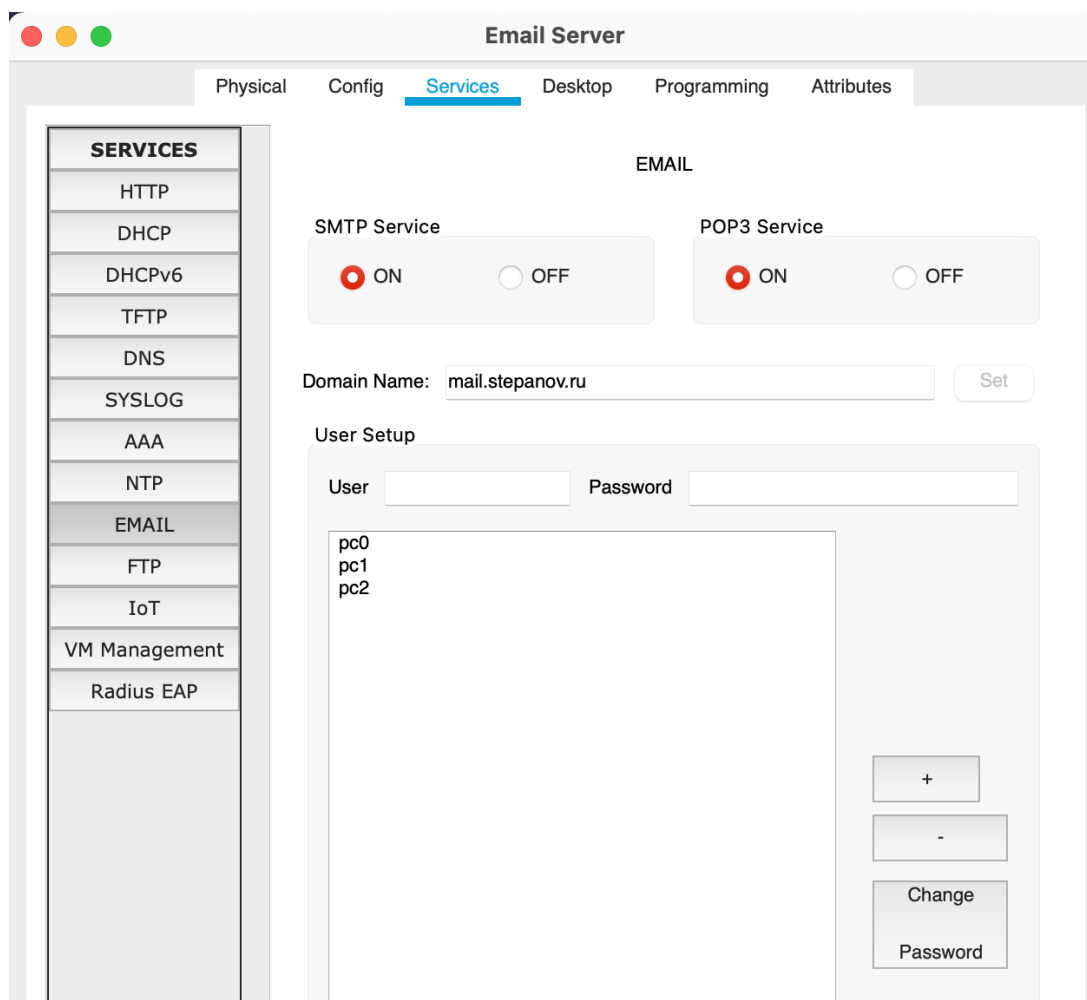 Email Server
Physical Config Services Desktop Programming Attributes
SERVICES
HTTP
DHCP
DHCPv6
TFTP
DNS
SYSLOG
AAA
NTP
EMAIL
FTP
IoT
VM Management
Radius EAP
EMAIL
SMTP Service POP3 Service
ON OFF ON OFF
Domain Name: mail.stepanov.ru Set
User Setup
User Password
pc0
pc1
pc2
+
-
Change
Password